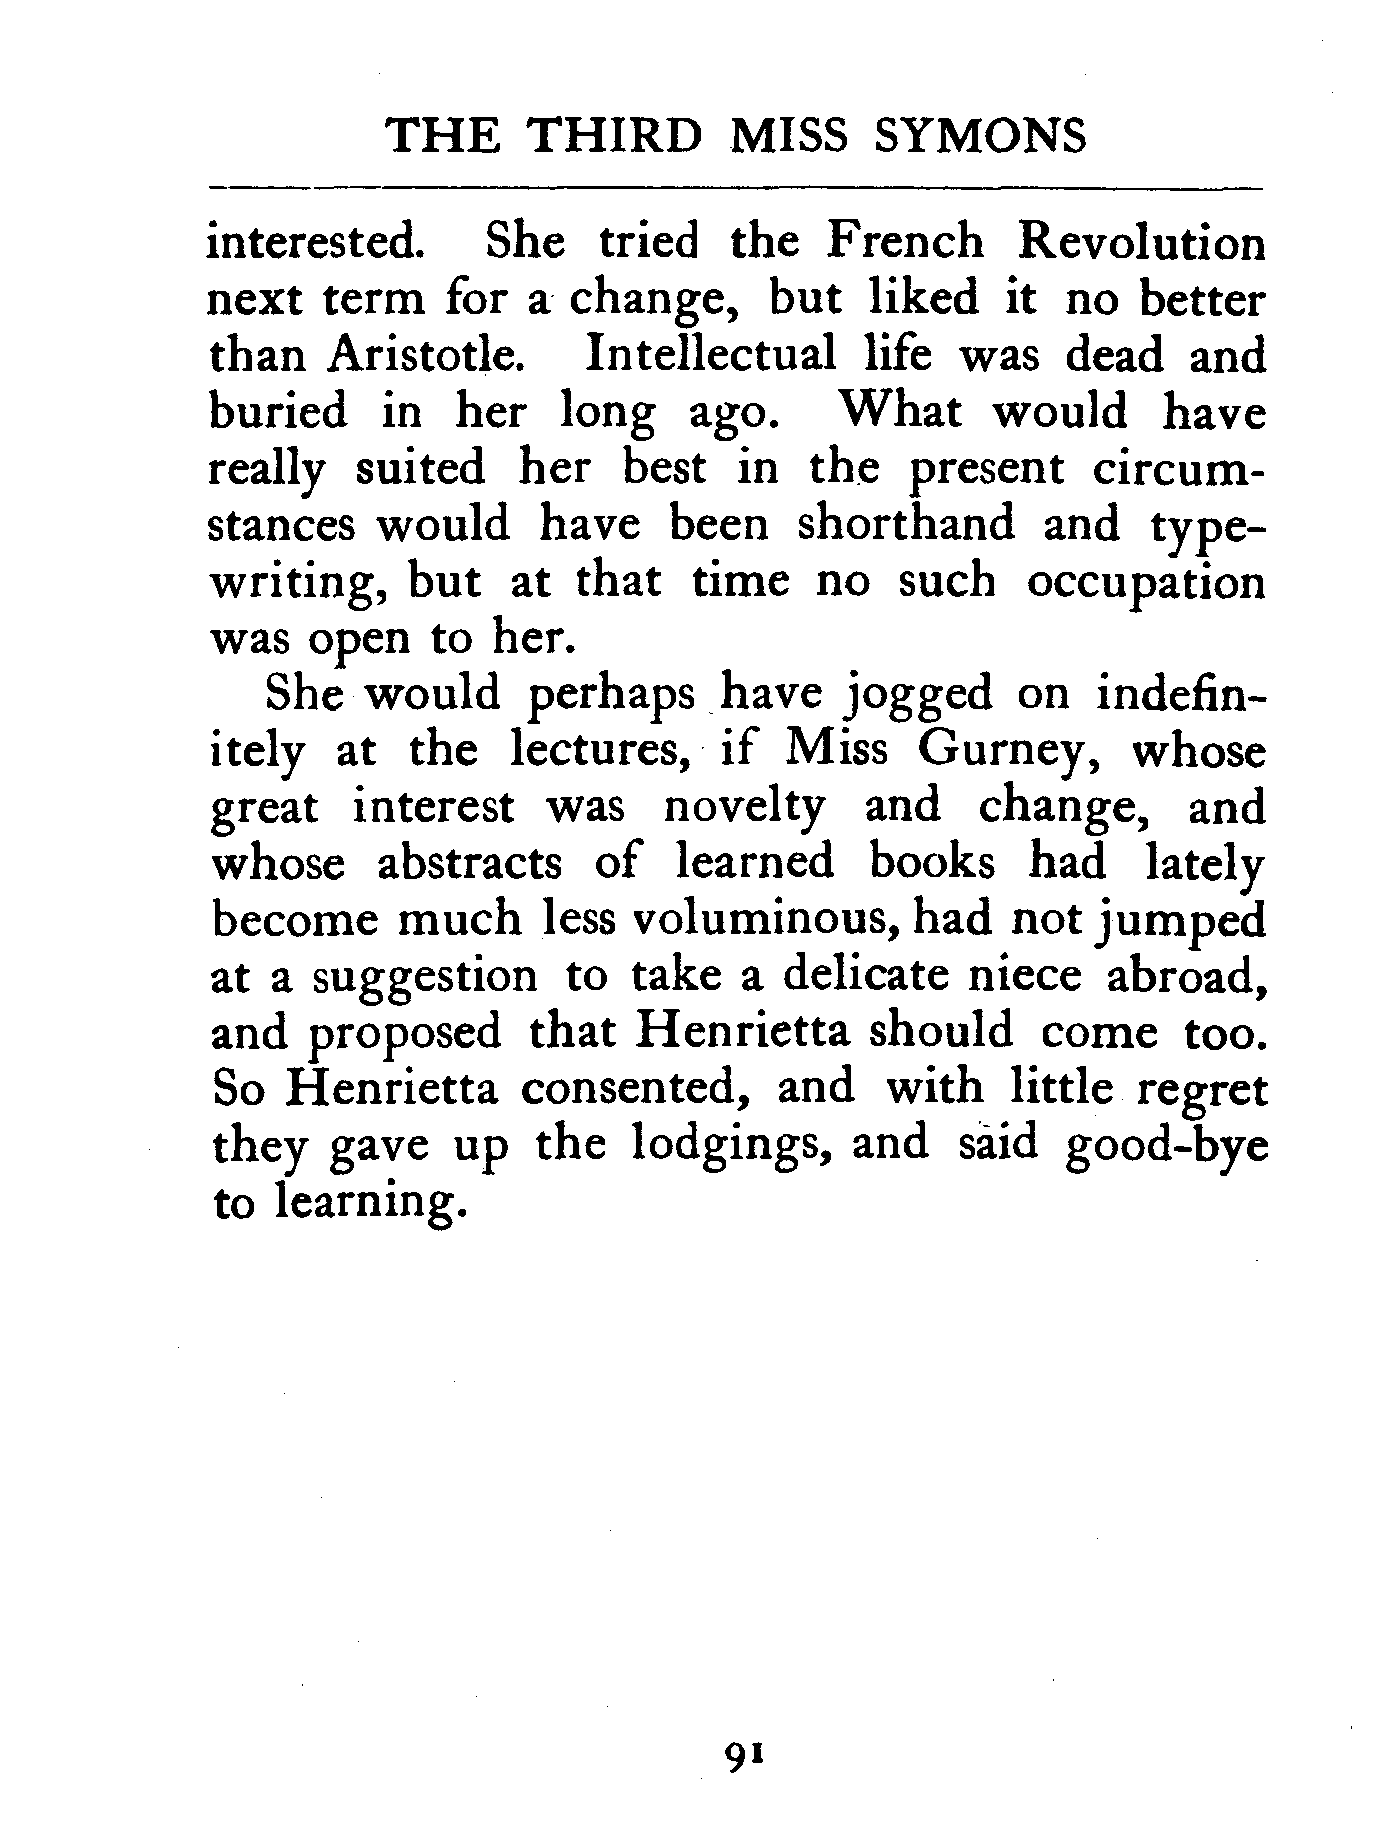 THE THIRD MISS SYMONS
interested. She tried the French Revolution
next term for a change, but liked it no better
than Aristotle. Intellectual life was dead and
buried in her long ago. What would have
really suited her best in the present circum-
stances would have been shorthand and type-
writing, but at that time no such occupation
was open to her.
She would perhaps have jogged on indefin-
itely at the lectures, if Miss Gurney, whose
great interest was novelty and change, and
whose abstracts of learned books had lately
become much less voluminous, had not jumped
at a suggestion to take a delicate niece abroad,
and proposed that Henrietta should come too.
So Henrietta consented, and with little regret
they gave up the lodgings, and said good-bye
to learning.
91